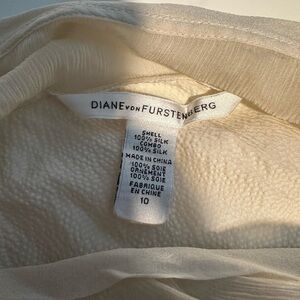 DIANE VON FURSTENBERG
SHELL
100% SILK
COMBO
100% SILK
MADE IN CHINA
100% SOIE
ORNEMENT
100% SOIE
FABRIQUE
EN CHINE
10